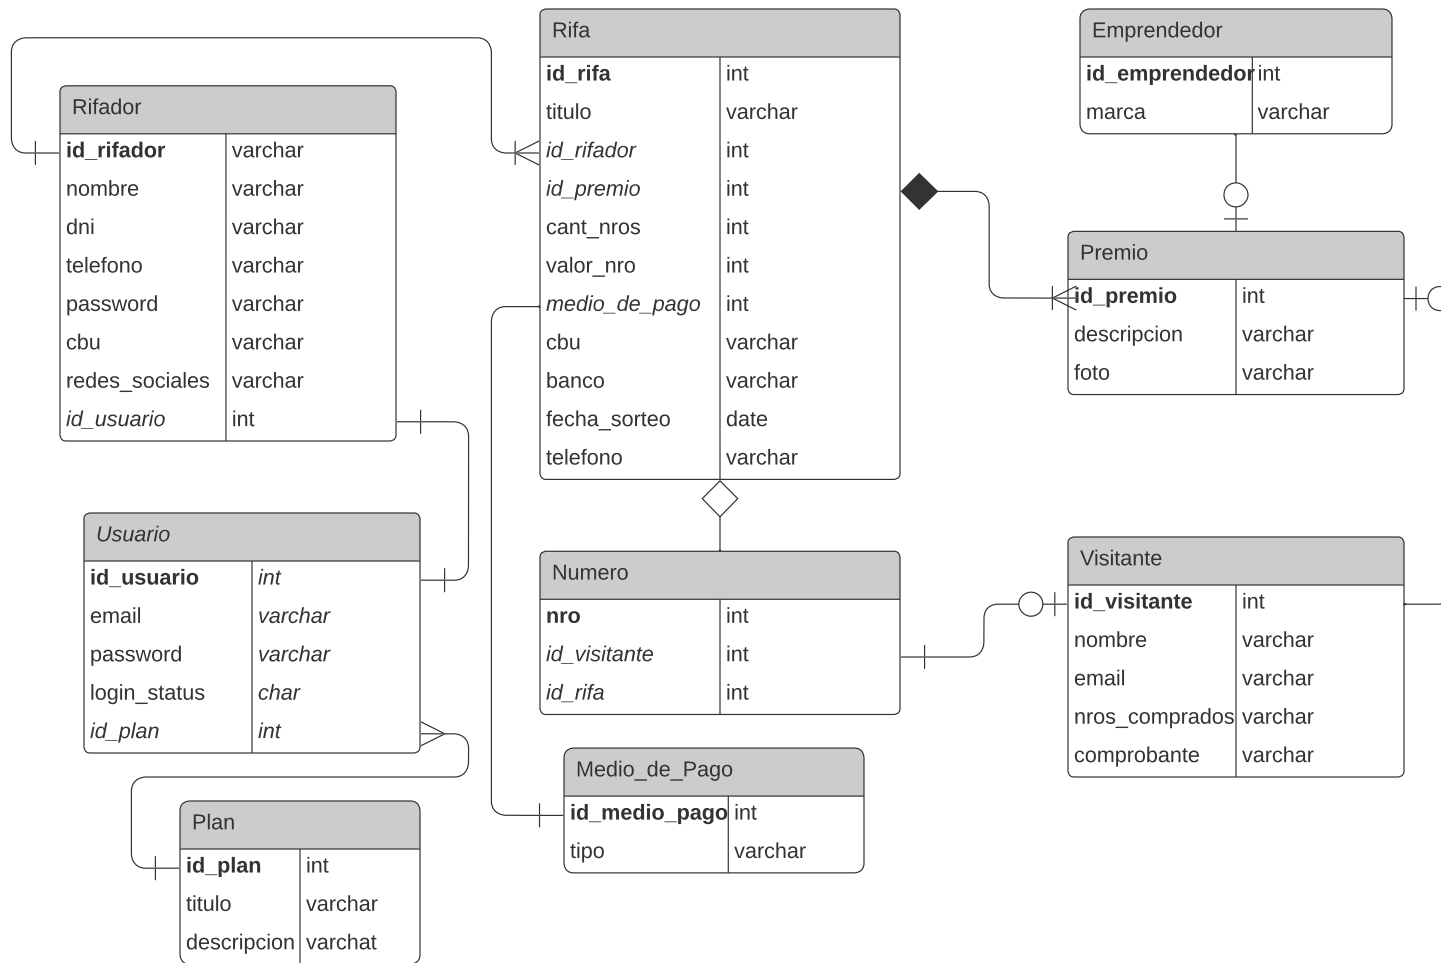 Rifador
id_rifador varchar
nombre varchar
dni varchar
telefono varchar
password varchar
cbu varchar
redes_sociales varchar
id_usuario int
Usuario
id_usuario int
email varchar
password varchar
login_status char
id_plan int
Plan
id_plan int
titulo varchar
descripcion varchat
Rifa
id_rifa int
titulo varchar
id_rifador int
id_premio int
cant_nros int
valor_nro int
medio_de_pago int
cbu varchar
banco varchar
fecha_sorteo date
telefono varchar
Numero
nro int
id_visitante int
id_rifa int
Medio_de_Pago
id_medio_pago int
tipo varchar
Emprendedor
id_emprendedor int
marca varchar
Premio
id_premio int
descripcion varchar
foto varchar
Visitante
id_visitante int
nombre varchar
email varchar
nros_comprados varchar
comprobante varchar